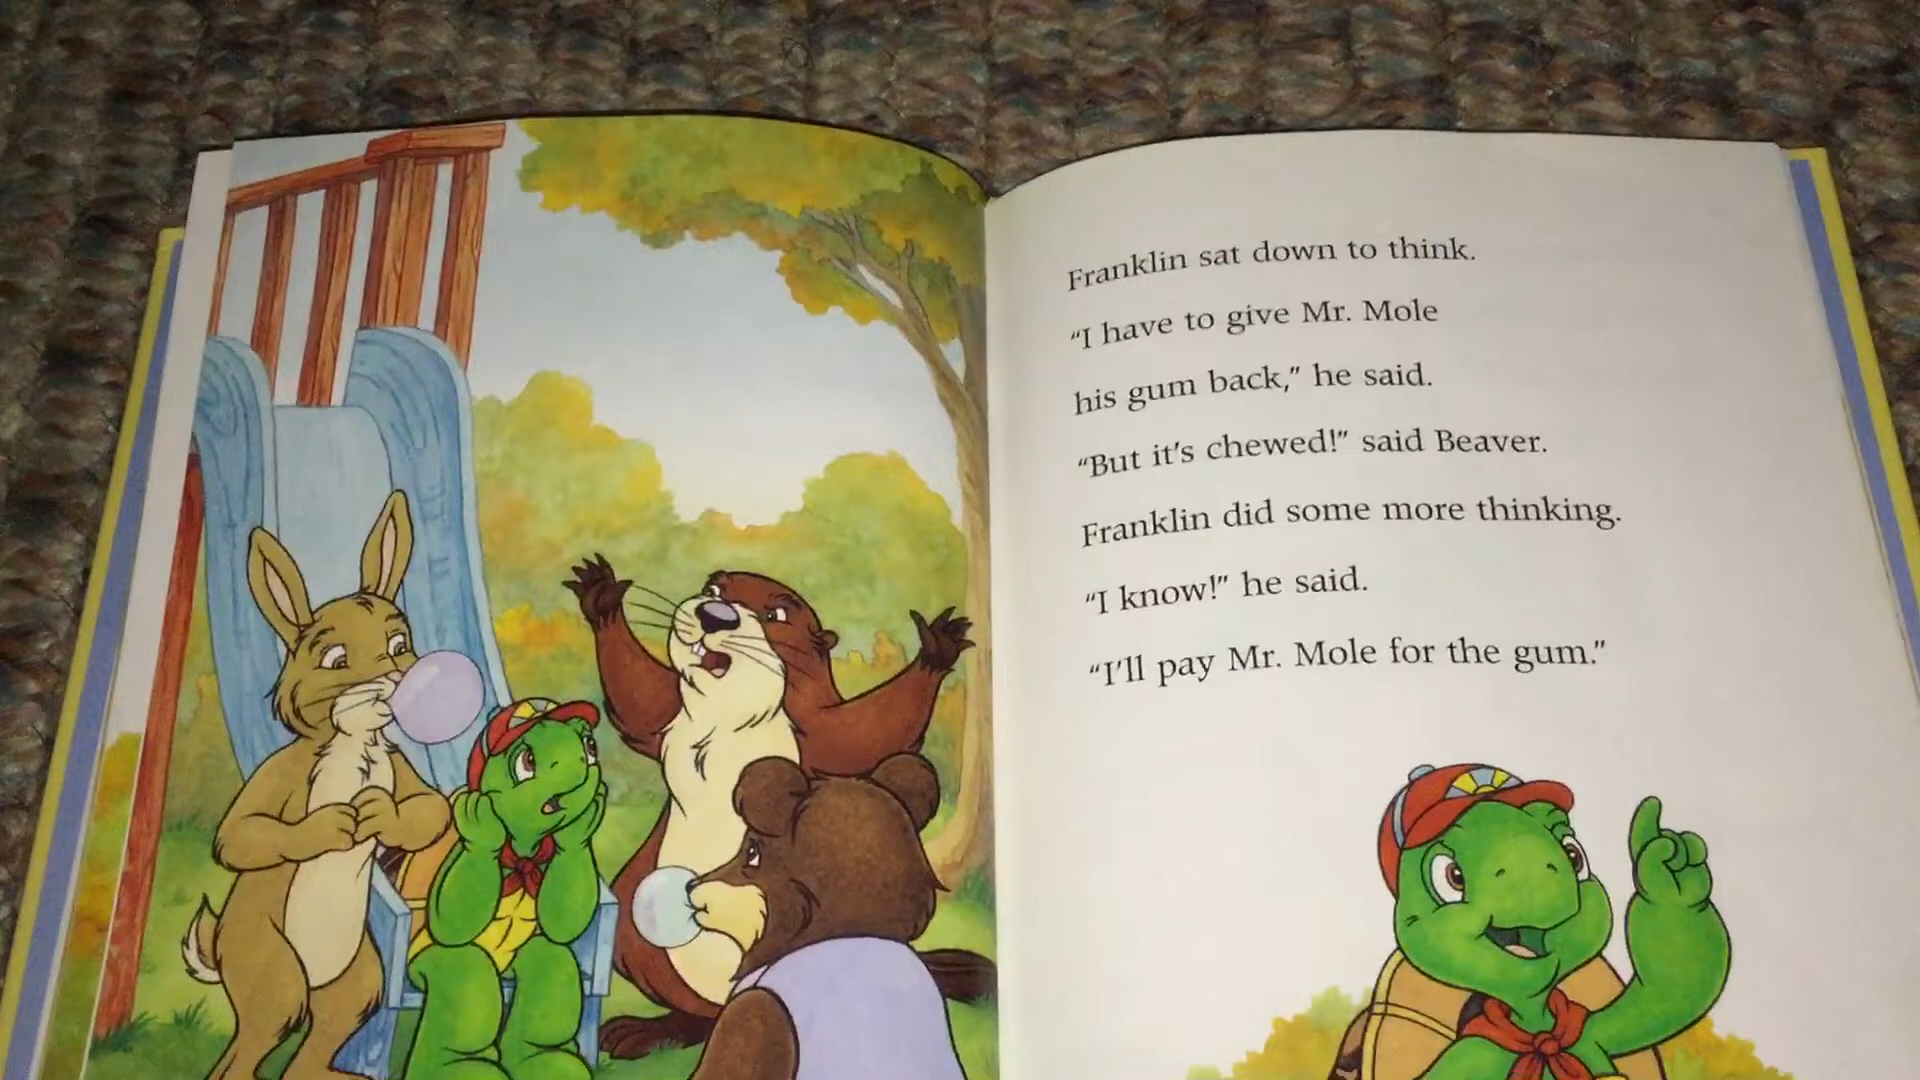 Franklin sat down to think.
“I have to give Mr. Mole
his gum back,” he said.
“But it’s chewed!” said Beaver.
Franklin did some more thinking.
“I know!” he said.
“I’ll pay Mr. Mole for the gum.”